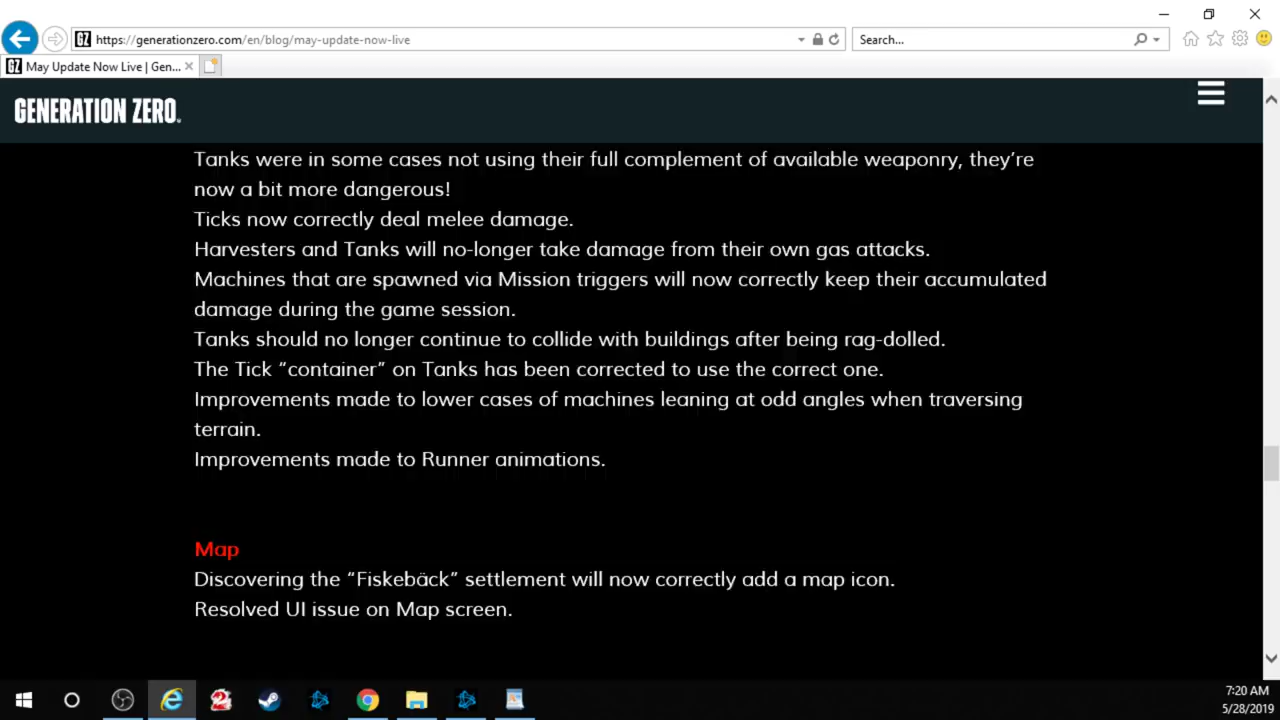 https://generationzero.com/en/blog/may-update-now-live
Search...
GZ May Update Now Live | Gen...
GENERATION ZERO.
Tanks were in some cases not using their full complement of available weaponry, they’re
now a bit more dangerous!
Ticks now correctly deal melee damage.
Harvesters and Tanks will no-longer take damage from their own gas attacks.
Machines that are spawned via Mission triggers will now correctly keep their accumulated
damage during the game session.
Tanks should no longer continue to collide with buildings after being rag-dolled.
The Tick “container” on Tanks has been corrected to use the correct one.
Improvements made to lower cases of machines leaning at odd angles when traversing
terrain.
Improvements made to Runner animations.
Map
Discovering the “Fiskebäck” settlement will now correctly add a map icon.
Resolved UI issue on Map screen.
7:20 AM
5/28/2019